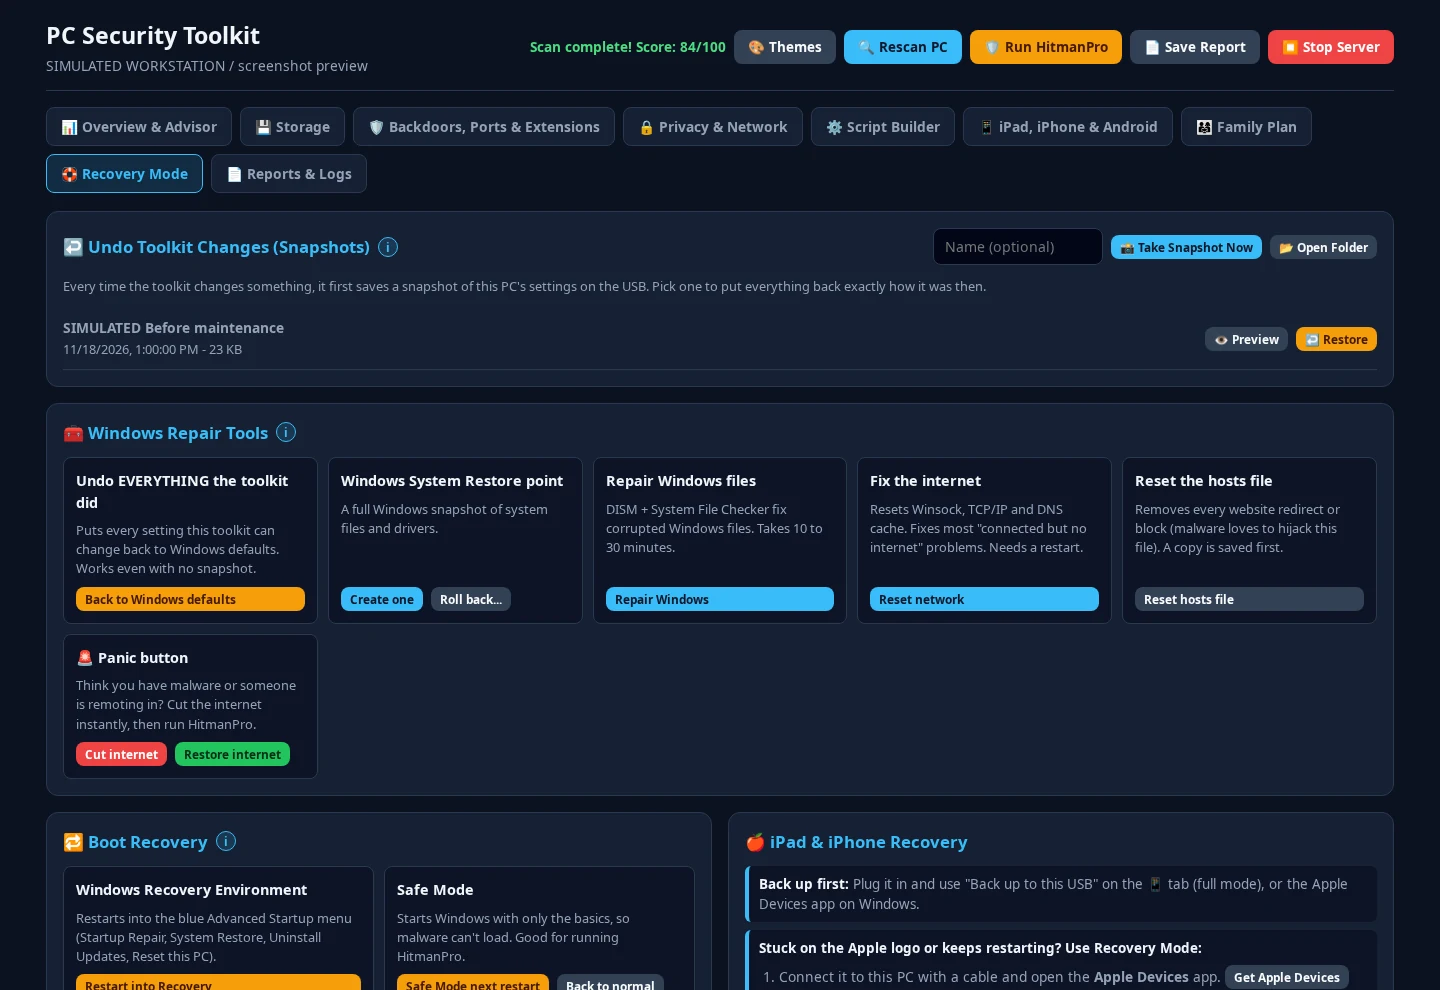 PC Security Toolkit
SIMULATED WORKSTATION / screenshot preview
Scan complete! Score: 84/100
Themes
Rescan PC
Run HitmanPro
Save Report
Stop Server
Overview & Advisor
Storage
Backdoors, Ports & Extensions
Privacy & Network
Script Builder
iPad, iPhone & Android
Family Plan
Recovery Mode
Reports & Logs
Undo Toolkit Changes (Snapshots) i
Name (optional)
Take Snapshot Now
Open Folder
Every time the toolkit changes something, it first saves a snapshot of this PC's settings on the USB. Pick one to put everything back exactly how it was then.
SIMULATED Before maintenance
11/18/2026, 1:00:00 PM - 23 KB
Preview
Restore
Windows Repair Tools i
Undo EVERYTHING the toolkit
did
Puts every setting this toolkit can
change back to Windows defaults.
Works even with no snapshot.
Back to Windows defaults
Windows System Restore point
A full Windows snapshot of system
files and drivers.
Create one
Roll back...
Repair Windows files
DISM + System File Checker fix
corrupted Windows files. Takes 10 to
30 minutes.
Repair Windows
Fix the internet
Resets Winsock, TCP/IP and DNS
cache. Fixes most "connected but no
internet" problems. Needs a restart.
Reset network
Reset the hosts file
Removes every website redirect or
block (malware loves to hijack this
file). A copy is saved first.
Reset hosts file
Panic button
Think you have malware or someone
is remoting in? Cut the internet
instantly, then run HitmanPro.
Cut internet
Restore internet
Boot Recovery i
Windows Recovery Environment
Restarts into the blue Advanced Startup menu
(Startup Repair, System Restore, Uninstall
Updates, Reset this PC).
Restart into Recovery
Safe Mode
Starts Windows with only the basics, so
malware can't load. Good for running
HitmanPro.
Safe Mode next restart
Back to normal
iPad & iPhone Recovery
Back up first: Plug it in and use "Back up to this USB" on the 📱 tab (full mode), or the Apple
Devices app on Windows.
Stuck on the Apple logo or keeps restarting? Use Recovery Mode:
1. Connect it to this PC with a cable and open the Apple Devices app. Get Apple Devices